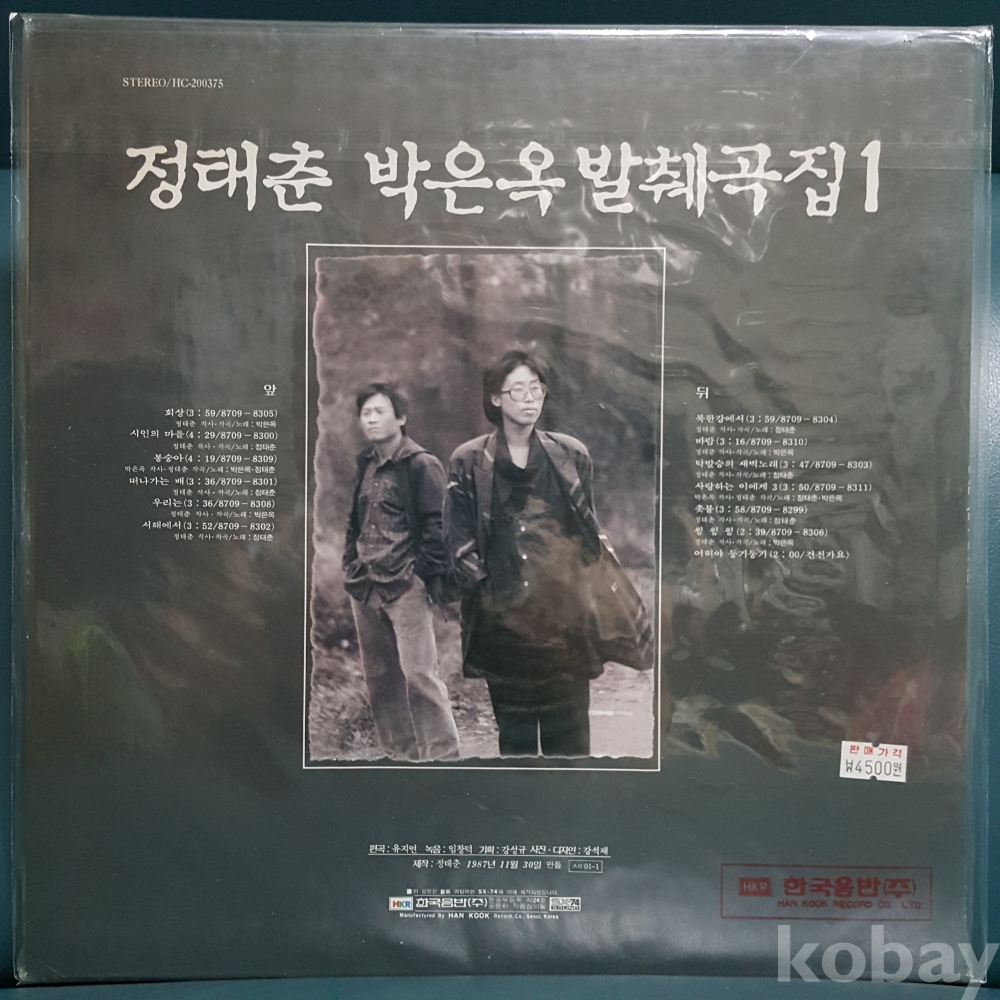 STEREO/HC-200375
정태춘 박은옥 발췌곡집1
앞
회상(3 : 59/8709-8305)
정태춘 작사·작곡/노래 : 박은옥
시인의 마을(4 : 29/8709-8300)
정태춘 작사·작곡/노래 : 정태춘
봉숭아(4 : 19/8709-8309)
박은옥 작사·정태춘 작곡/노래 : 박은옥·정태춘
떠나가는 배(3 : 36/8709-8301)
정태춘 작사·작곡/노래 : 정태춘
우리는(3 : 36/8709-8308)
정태춘 작사·작곡/노래 : 박은옥
서해에서(3 : 52/8709-8302)
정태춘 작사·작곡/노래 : 정태춘
뒤
북한강에서(3 : 59/8709-8304)
정태춘 작사·작곡/노래 : 정태춘
바람(3 : 16/8709-8310)
정태춘 작사·작곡/노래 : 박은옥
탁발승의 새벽노래(3 : 47/8709-8303)
정태춘 작사·작곡/노래 : 정태춘
사랑하는 이에게 3(3 : 50/8709-8311)
박은옥 작사·정태춘 작곡/노래 : 정태춘·박은옥
촛불(3 : 58/8709-8299)
정태춘 작사·작곡/노래 : 정태춘
윙 윙 윙(2 : 39/8709-8306)
정태춘 작사·작곡/노래 : 박은옥
어허야 둥기둥기(2 : 00/건전가요)
판매가격
₩4500원
편곡 : 유지연 녹음 : 임창덕 기획 : 강성규 사진·디자인 : 강석재
제작 : 정태춘 1987년 11월 30일 만듦 스브01-1
HKR 한국음반(주) SX-74 SOUND
Manufactured By HAN KOOK Record Co., Seoul, Korea
HKR 한국음반(주)
HAN KOOK RECORD CO. LTD.
kobay